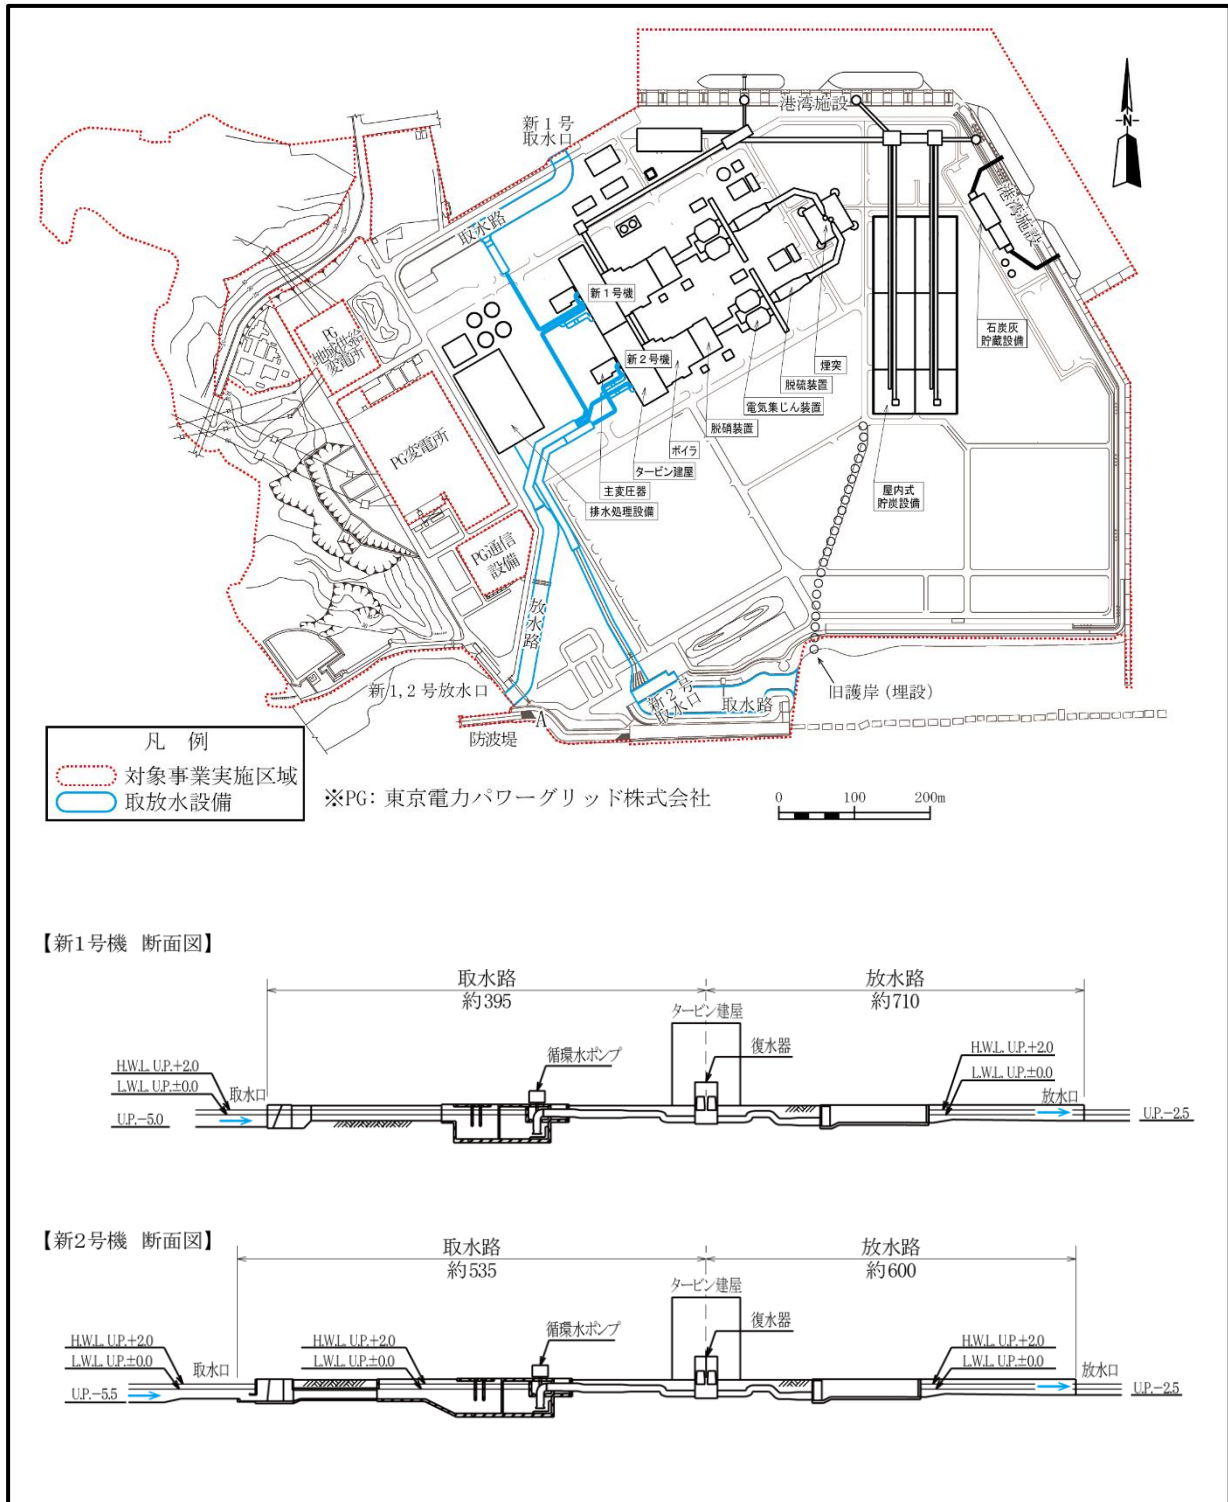 港湾施設
新1号
取水口
N
取水路
港湾施設
新1号機
PG
地域供給
変電所
石炭灰
貯蔵設備
新2号機
煙突
脱硫装置
電気集じん装置
脱硝装置
ボイラ
PG変電所
タービン建屋
主変圧器
屋内式
貯炭設備
排水処理設備
PG通信
設備
放水路
新1,2号放水口
新2号
取水口
取水路
旧護岸(埋設)
A
防波堤
凡 例
対象事業実施区域
取放水設備
※PG: 東京電力パワーグリッド株式会社
0 100 200m
【新1号機 断面図】
取水路
約395
放水路
約710
タービン建屋
循環水ポンプ
復水器
H.W.L. U.P.+2.0
L.W.L. U.P.±0.0
取水口
U.P.-5.0
H.W.L. U.P.+2.0
L.W.L. U.P.±0.0
放水口
U.P.-2.5
【新2号機 断面図】
取水路
約535
放水路
約600
タービン建屋
循環水ポンプ
復水器
H.W.L. U.P.+2.0
L.W.L. U.P.±0.0
取水口
U.P.-5.5
H.W.L. U.P.+2.0
L.W.L. U.P.±0.0
H.W.L. U.P.+2.0
L.W.L. U.P.±0.0
放水口
U.P.-2.5